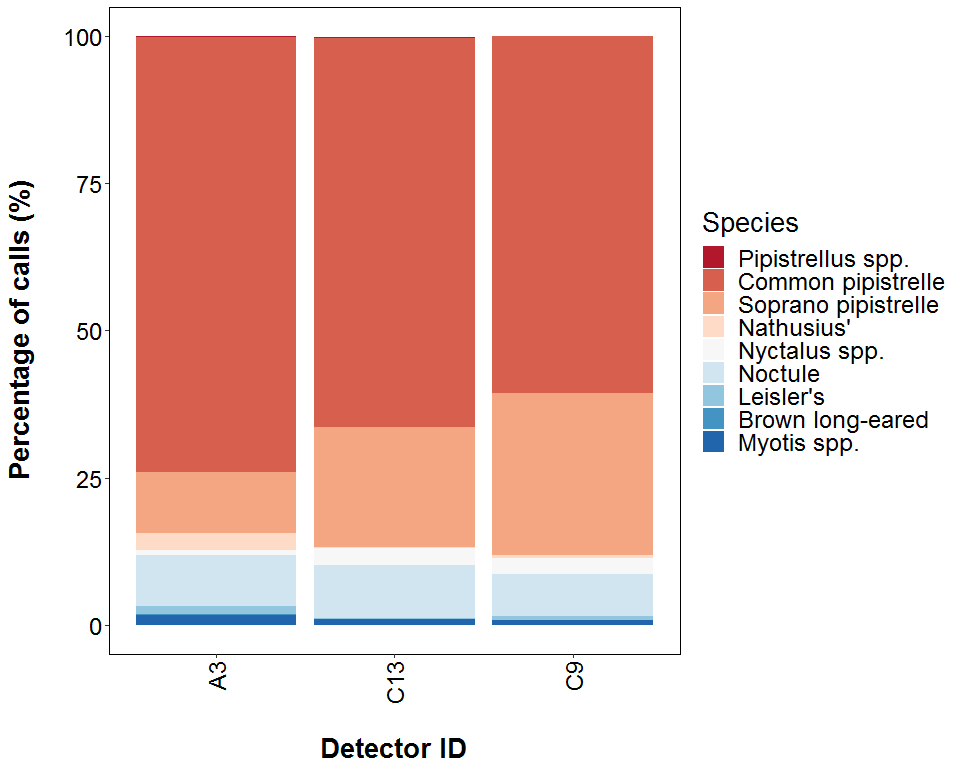 Percentage of calls (%)
100
75
50
25
0
A3
C13
C9
Detector ID
Species
Pipistrellus spp.
Common pipistrelle
Soprano pipistrelle
Nathusius'
Nyctalus spp.
Noctule
Leisler's
Brown long-eared
Myotis spp.